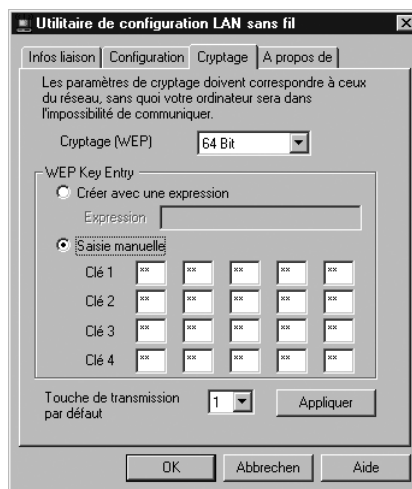 Utilitaire de configuration LAN sans fil
Infos liaison Configuration Cryptage A propos de
Les paramètres de cryptage doivent correspondre à ceux
du réseau, sans quoi votre ordinateur sera dans
l'impossibilité de communiquer.
Cryptage (WEP) 64 Bit
WEP Key Entry
Créer avec une expression
Expression
Saisie manuelle
Clé 1 ** ** ** ** **
Clé 2 ** ** ** ** **
Clé 3 ** ** ** ** **
Clé 4 ** ** ** ** **
Touche de transmission
par défaut 1 Appliquer
OK Abbrechen Aide